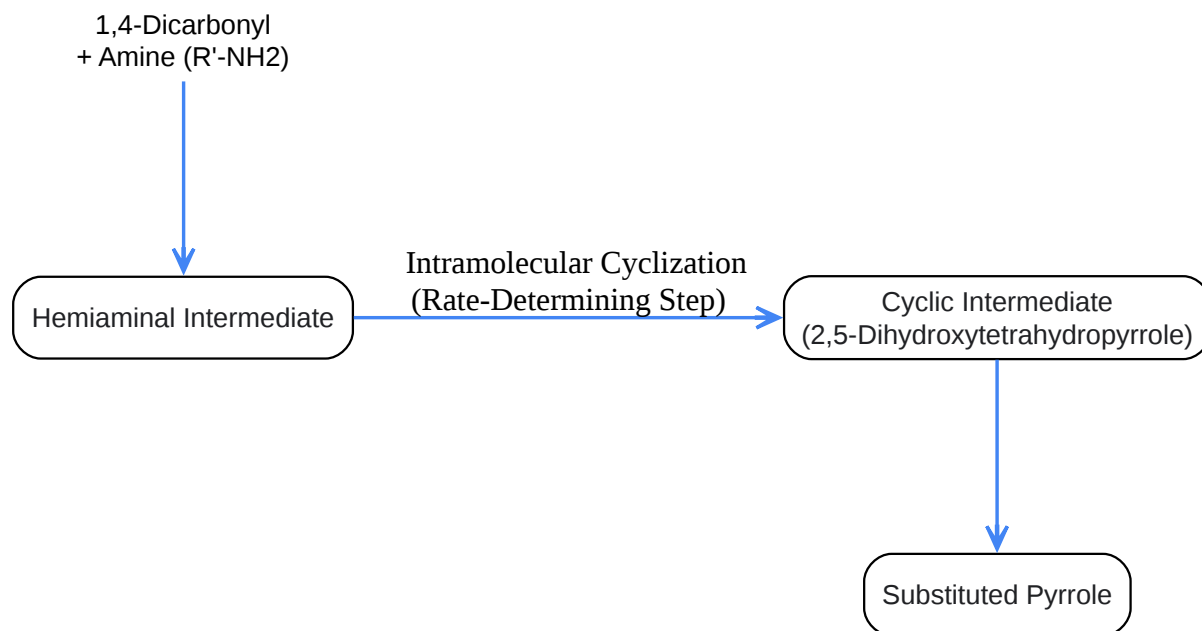 1,4-Dicarbonyl
+ Amine (R'-NH2)
Hemiaminal Intermediate
Intramolecular Cyclization
(Rate-Determining Step)
Cyclic Intermediate
(2,5-Dihydroxytetrahydropyrrole)
Substituted Pyrrole